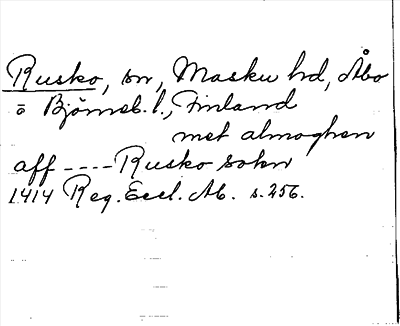 Rusko, sn, Masku hd, Åbo
o Björneb. l., Finland
met almoghen
aff ---- Rusko sokn
1414 Reg. Eccl. Ab. s. 256.